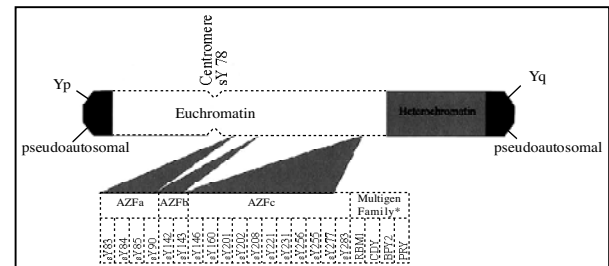 Centromere
sY 78
Yp
Yq
Euchromatin
Heterochromatin
pseudoautosomal
pseudoautosomal
AZFa
AZFb
AZFc
Multigen
Family*
sY83
sY84
sY85
sY90
sY142
sY143
sY146
sY160
sY201
sY202
sY208
sY221
sY231
sY256
sY255
sY277
sY283
RBMI
CDY
BPY2
PRY